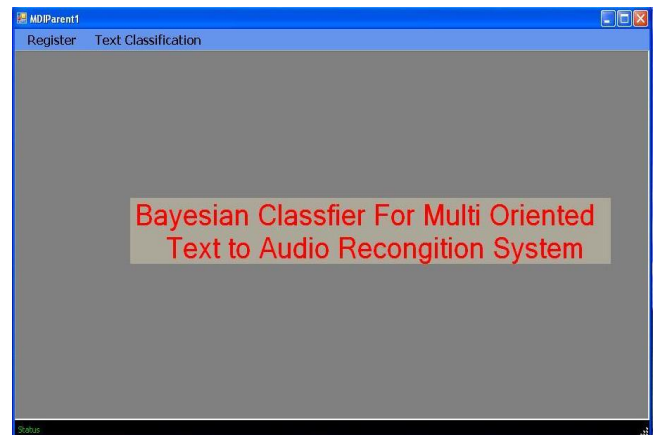 MDIParent1
Register Text Classification
Bayesian Classfier For Multi Oriented
Text to Audio Recongition System
Status